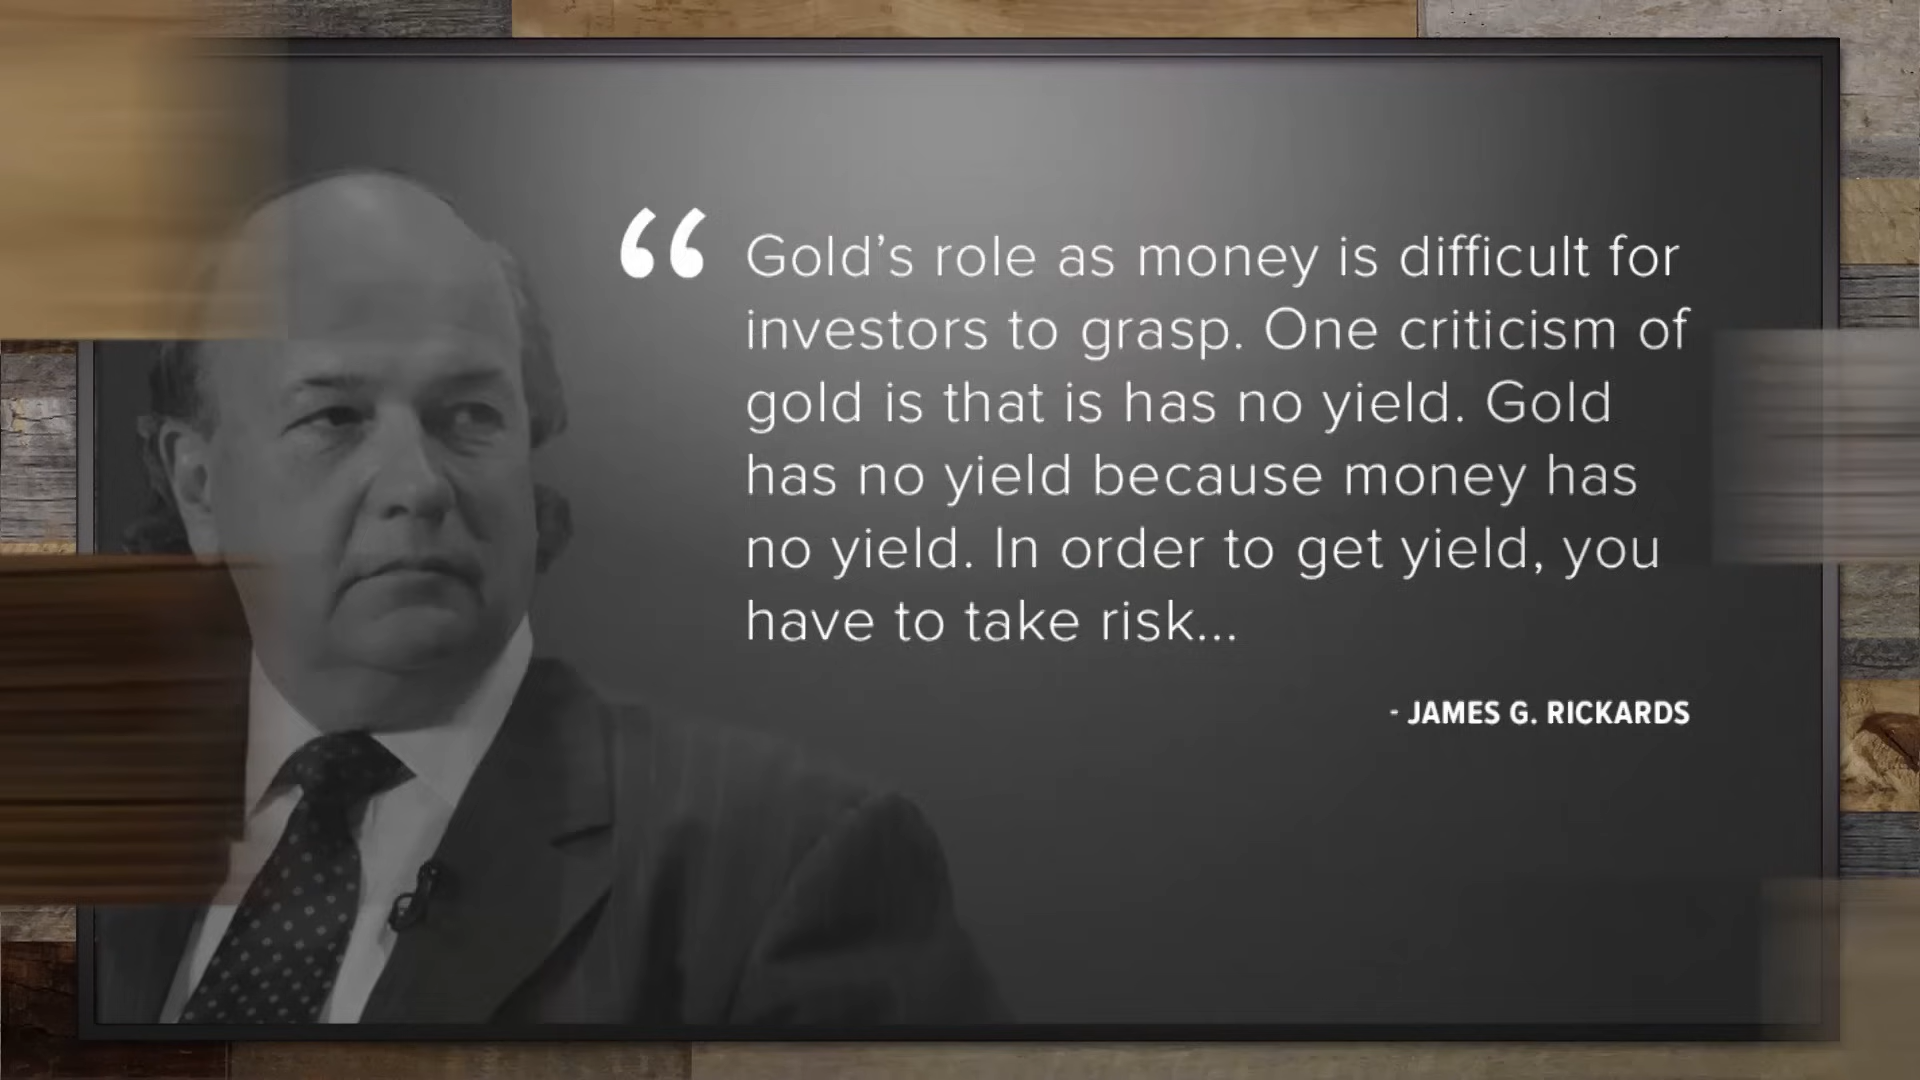 “Gold’s role as money is difficult for
investors to grasp. One criticism of
gold is that is has no yield. Gold
has no yield because money has
no yield. In order to get yield, you
have to take risk...
- JAMES G. RICKARDS